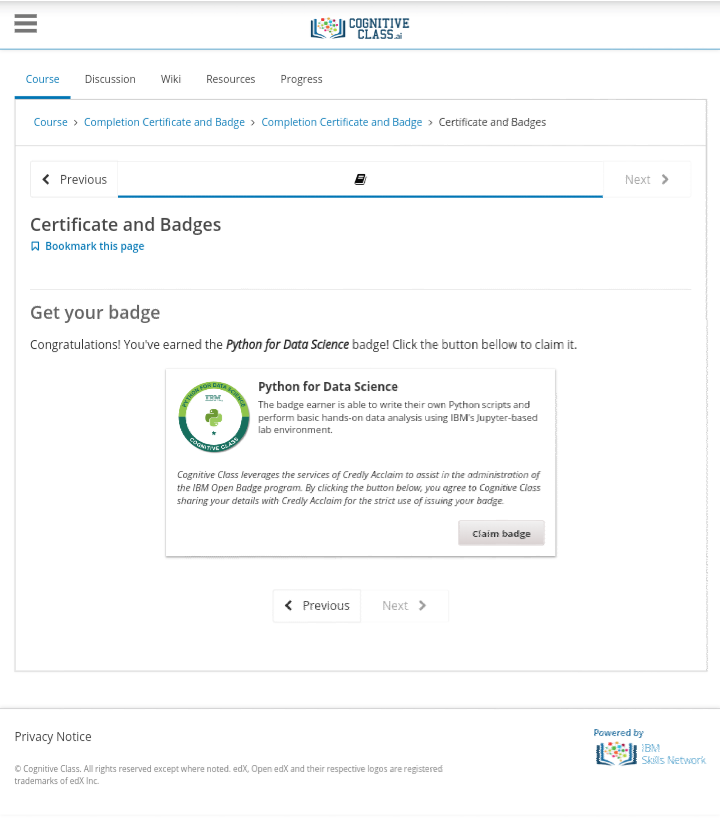 COGNITIVE
CLASS.ai
Course Discussion Wiki Resources Progress
Course > Completion Certificate and Badge > Completion Certificate and Badge > Certificate and Badges
Previous
Next
Certificate and Badges
Bookmark this page
Get your badge
Congratulations! You've earned the Python for Data Science badge! Click the button bellow to claim it.
PYTHON FOR DATA SCIENCE
IBM
COGNITIVE CLASS
Python for Data Science
The badge earner is able to write their own Python scripts and
perform basic hands-on data analysis using IBM's Jupyter-based
lab environment.
Cognitive Class leverages the services of Credly Acclaim to assist in the administration of
the IBM Open Badge program. By clicking the button below, you agree to Cognitive Class
sharing your details with Credly Acclaim for the strict use of issuing your badge.
Claim badge
Previous Next
Privacy Notice
© Cognitive Class. All rights reserved except where noted. edX, Open edX and their respective logos are registered
trademarks of edX Inc.
Powered by
IBM
Skills Network